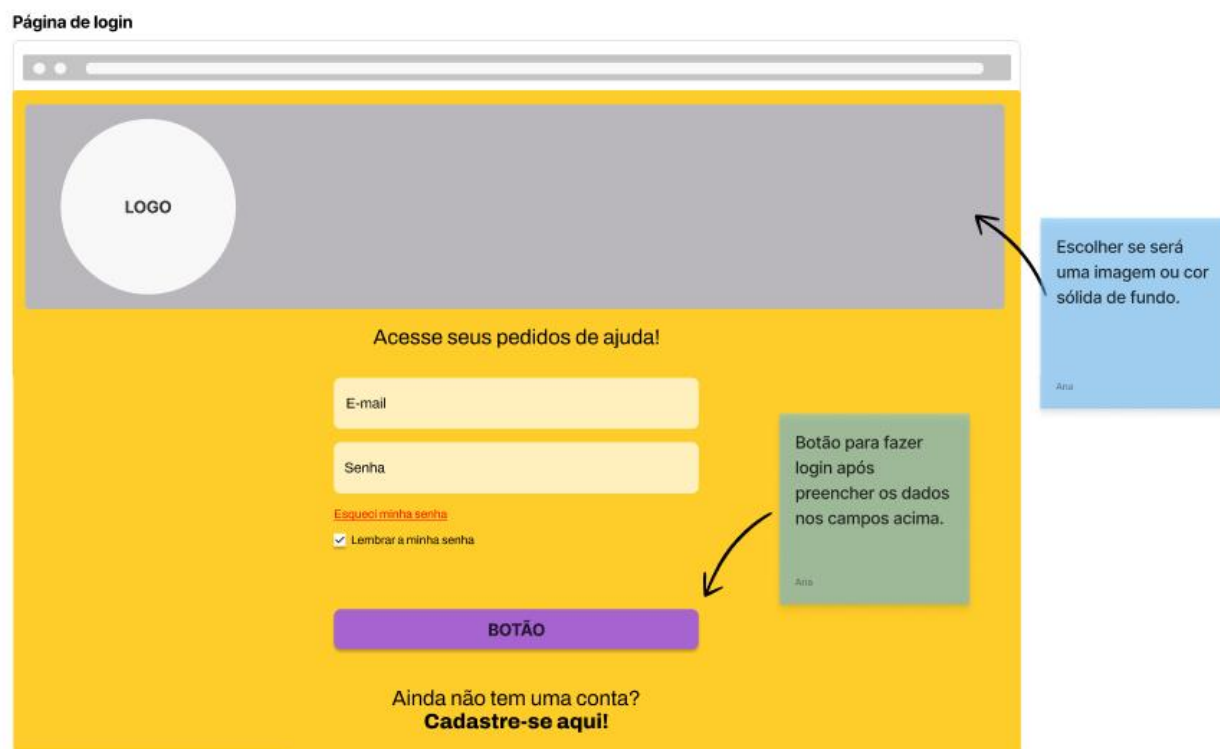 Página de login
LOGO
Escolher se será
uma imagem ou cor
sólida de fundo.
Ana
Acesse seus pedidos de ajuda!
E-mail
Senha
Esqueci minha senha
Lembrar a minha senha
Botão para fazer
login após
preencher os dados
nos campos acima.
Ana
BOTÃO
Ainda não tem uma conta?
Cadastre-se aqui!